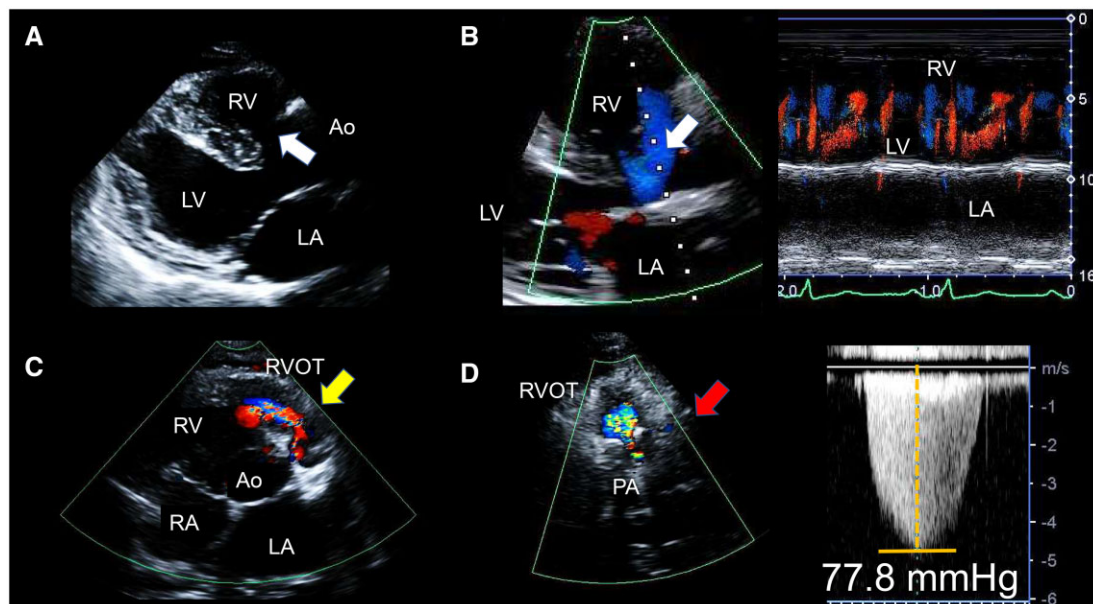 A
RV
Ao
LV
LA
B
RV
LV
LA
RV
LV
LA
0
5
10
16
2.0
1.0
0
C
RVOT
RV
Ao
RA
LA
D
RVOT
PA
m/s
-1
-2
-3
-4
-5
-6
77.8 mmHg